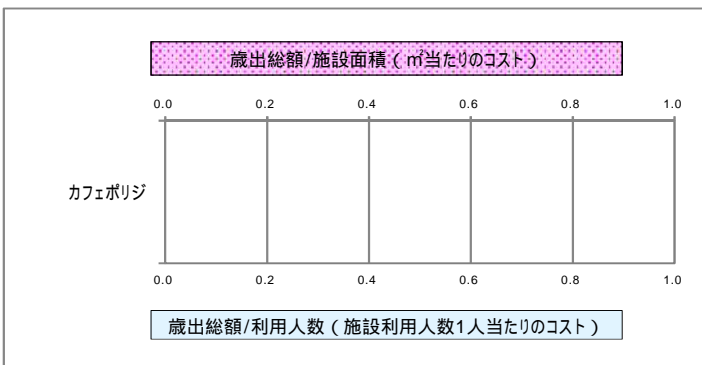 歳出総額/施設面積(㎡当たりのコスト)
0.0 0.2 0.4 0.6 0.8 1.0
カフェポリジ
0.0 0.2 0.4 0.6 0.8 1.0
歳出総額/利用人数(施設利用人数1人当たりのコスト)